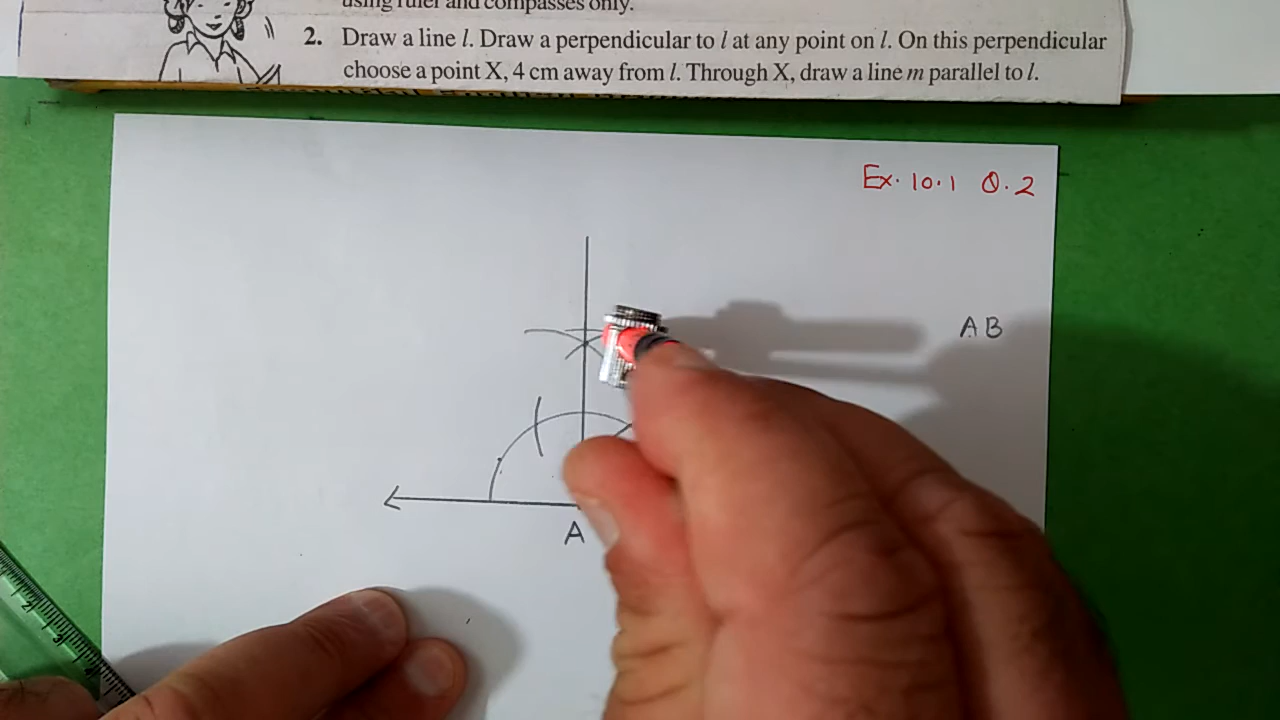 using ruler and compasses only.
2. Draw a line l. Draw a perpendicular to l at any point on l. On this perpendicular
choose a point X, 4 cm away from l. Through X, draw a line m parallel to l.
Ex. 10.1 Q.2
A B
A